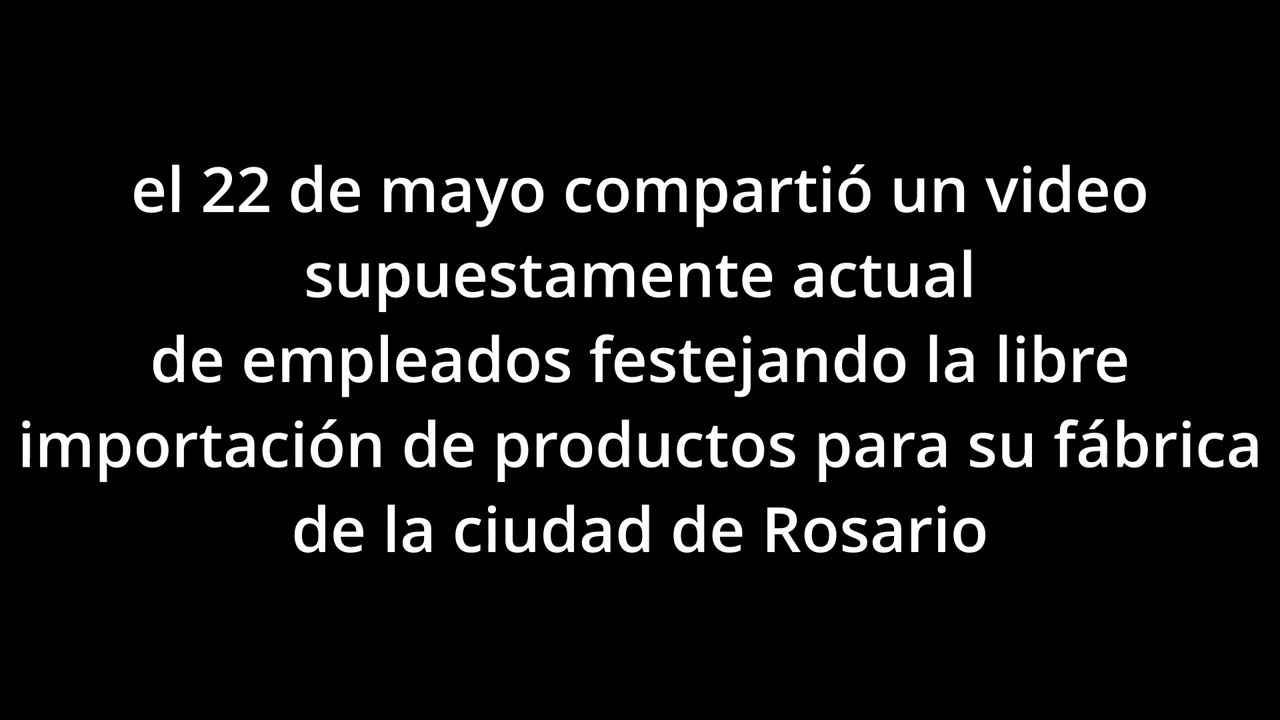 el 22 de mayo compartió un video
supuestamente actual
de empleados festejando la libre
importación de productos para su fábrica
de la ciudad de Rosario